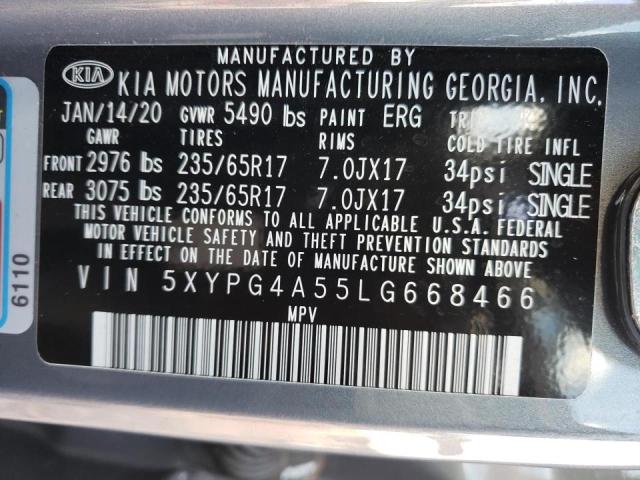 MANUFACTURED BY
KIA KIA MOTORS MANUFACTURING GEORGIA, INC.
JAN/14/20 GVWR 5490 lbs PAINT ERG
GAWR TIRES RIMS COLD TIRE INFL
FRONT 2976 lbs 235/65R17 7.0JX17 34psi SINGLE
REAR 3075 lbs 235/65R17 7.0JX17 34psi SINGLE
THIS VEHICLE CONFORMS TO ALL APPLICABLE U.S.A. FEDERAL
MOTOR VEHICLE SAFETY AND THEFT PREVENTION STANDARDS
IN EFFECT ON THE DATE OF MANUFACTURE SHOWN ABOVE
VIN 5XYPG4A55LG668466
MPV
6110